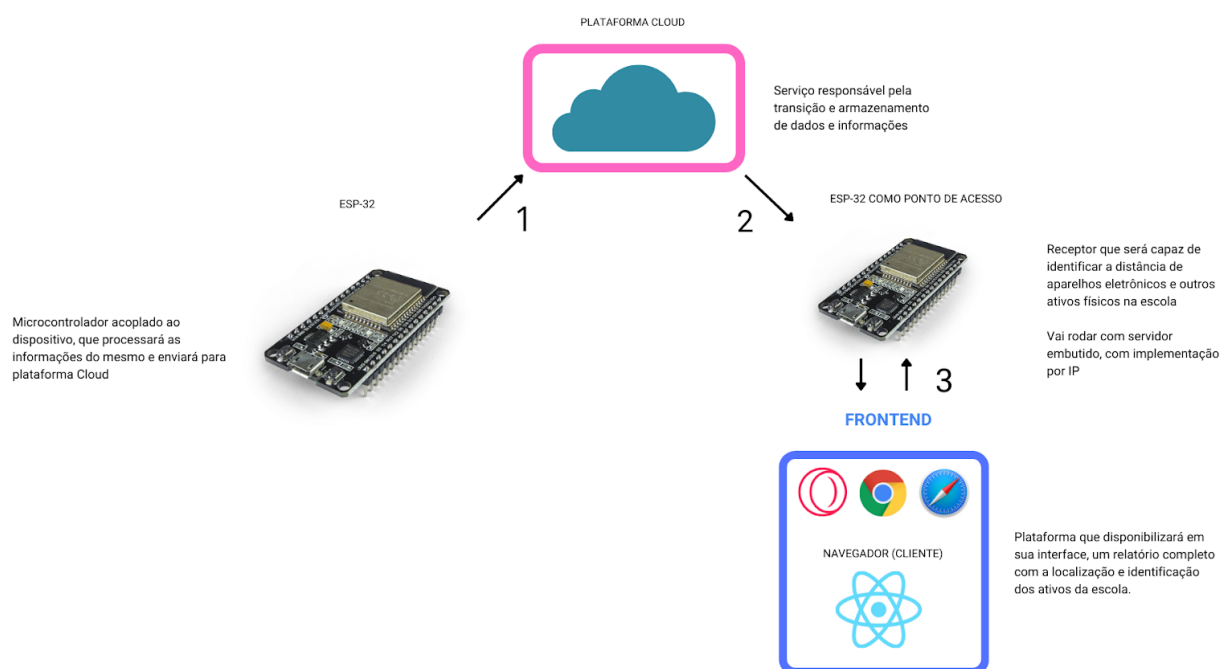 PLATAFORMA CLOUD
Serviço responsável pela
transição e armazenamento
de dados e informações
ESP-32
1
2
ESP-32 COMO PONTO DE ACESSO
Microcontrolador acoplado ao
dispositivo, que processará as
informações do mesmo e enviará para
plataforma Cloud
Receptor que será capaz de
identificar a distância de
aparelhos eletrônicos e outros
ativos físicos na escola
Vai rodar com servidor
embutido, com implementação
por IP
3
FRONTEND
NAVEGADOR (CLIENTE)
Plataforma que disponibilizará em
sua interface, um relatório completo
com a localização e identificação
dos ativos da escola.